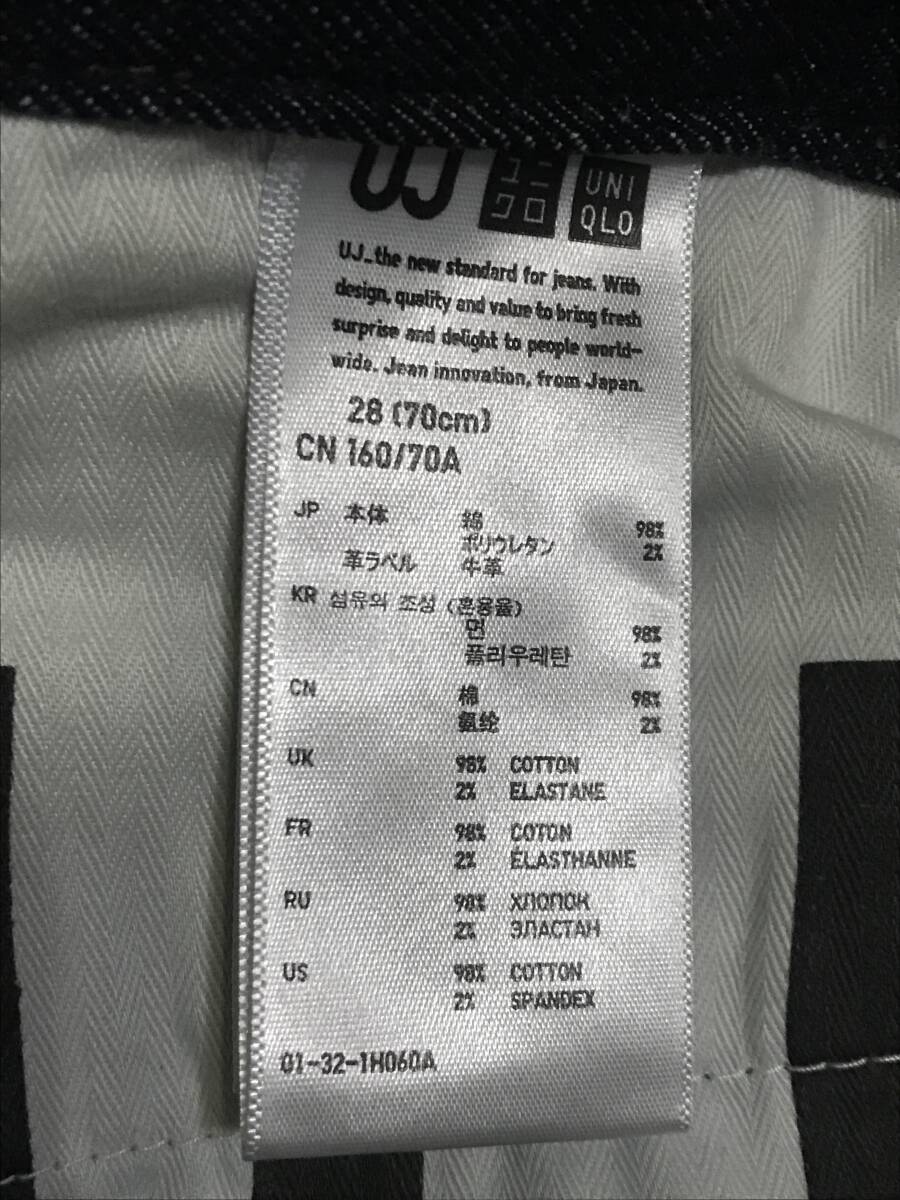 UJ ユニ UNI
クロ QLO
UJ_the new standard for jeans. With
design, quality and value to bring fresh
surprise and delight to people world-
wide. Jean innovation, from Japan.
28 (70cm)
CN 160/70A
JP 本体 綿 98%
ポリウレタン 2%
革ラベル 牛革
KR 섬유의 조성 (혼용율)
면 98%
폴리우레탄 2%
CN 棉 98%
氨纶 2%
UK 98% COTTON
2% ELASTANE
FR 98% COTON
2% ELASTHANNE
RU 98% ХЛОПОК
2% ЭЛАСТАН
US 98% COTTON
2% SPANDEX
01-32-1H060A